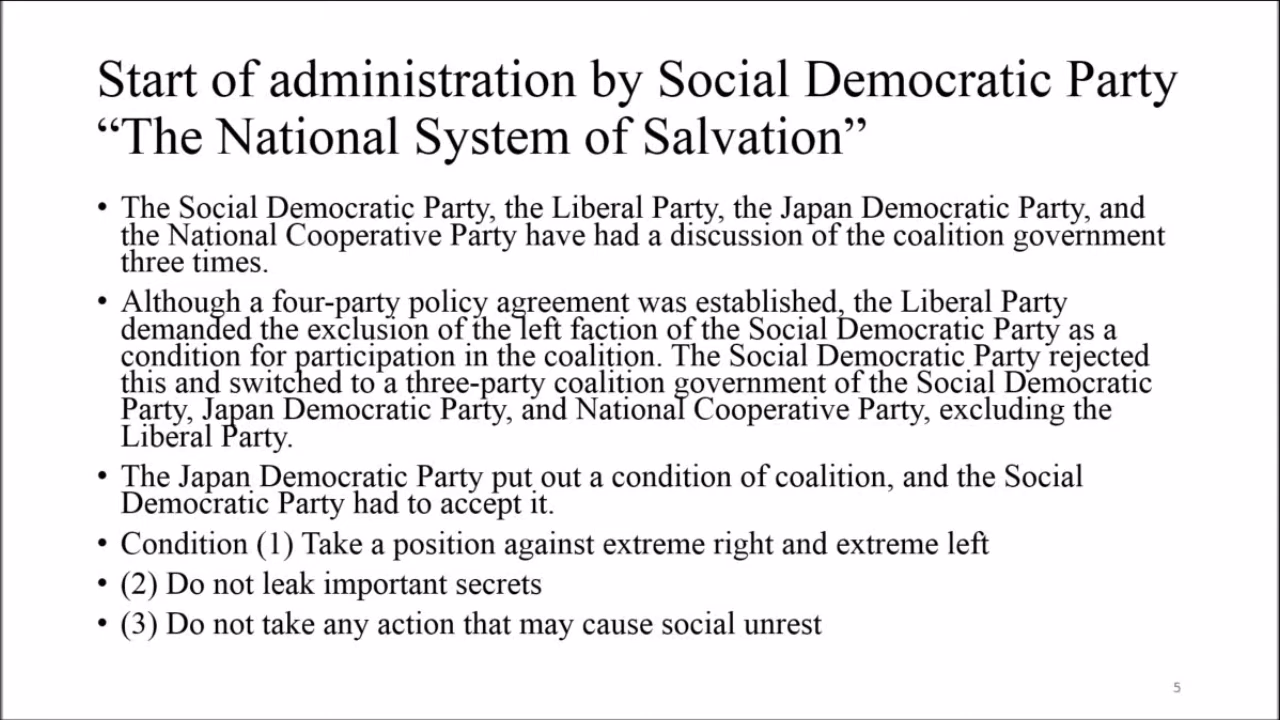 Start of administration by Social Democratic Party
“The National System of Salvation”
• The Social Democratic Party, the Liberal Party, the Japan Democratic Party, and
the National Cooperative Party have had a discussion of the coalition government
three times.
• Although a four-party policy agreement was established, the Liberal Party
demanded the exclusion of the left faction of the Social Democratic Party as a
condition for participation in the coalition. The Social Democratic Party rejected
this and switched to a three-party coalition government of the Social Democratic
Party, Japan Democratic Party, and National Cooperative Party, excluding the
Liberal Party.
• The Japan Democratic Party put out a condition of coalition, and the Social
Democratic Party had to accept it.
• Condition (1) Take a position against extreme right and extreme left
• (2) Do not leak important secrets
• (3) Do not take any action that may cause social unrest
5